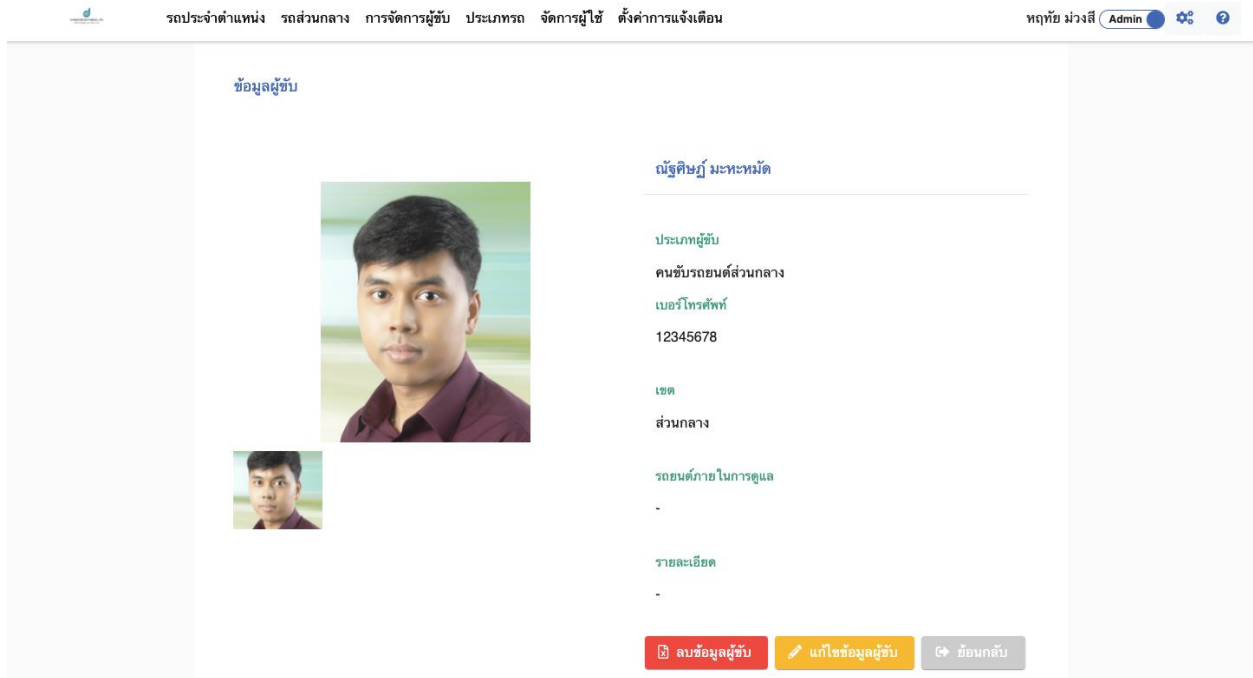 รถประจำตำแหน่ง รถส่วนกลาง การจัดการผู้ขับ ประเภทรถ จัดการผู้ใช้ ตั้งค่าการแจ้งเตือน หฤทัย ม่วงสี Admin
ข้อมูลผู้ขับ
ณัฐศิษฏ์ มะหะหมัด
ประเภทผู้ขับ
คนขับรถยนต์ส่วนกลาง
เบอร์โทรศัพท์
12345678
เขต
ส่วนกลาง
รถยนต์ภายในการดูแล
-
รายละเอียด
-
ลบข้อมูลผู้ขับ แก้ไขข้อมูลผู้ขับ ย้อนกลับ